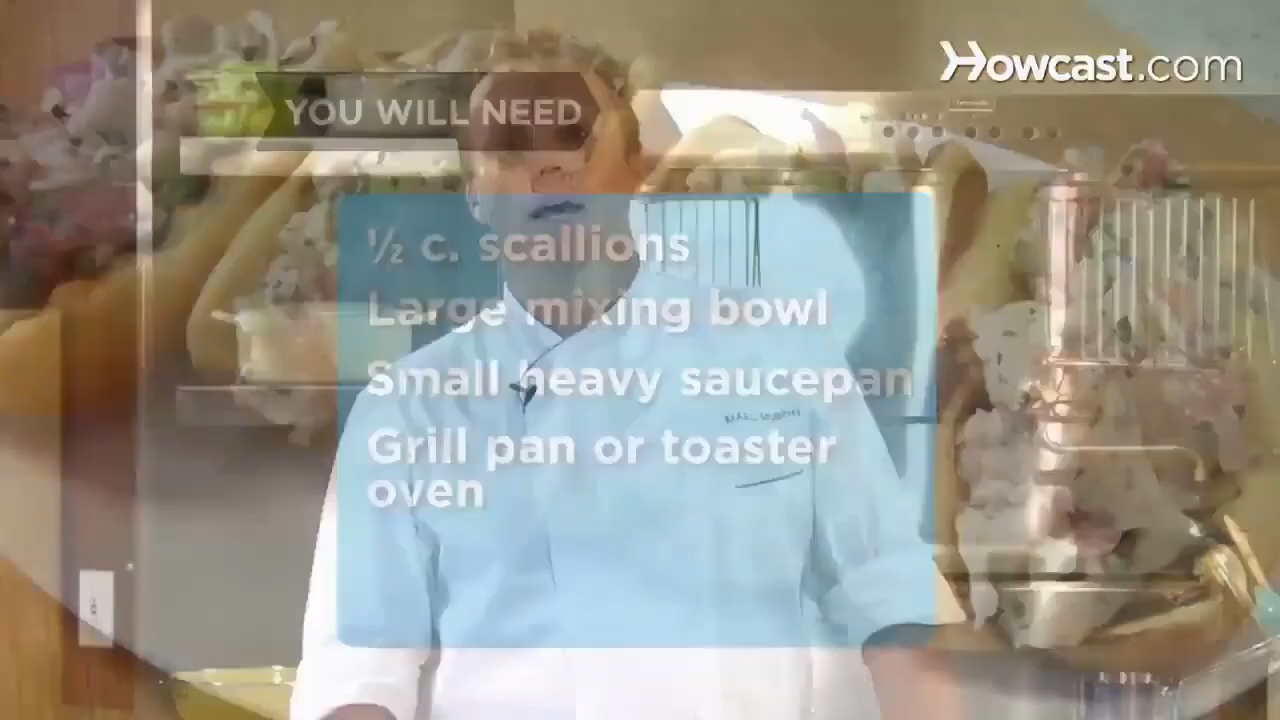 Howcast.com
YOU WILL NEED
½ c. scallions
Large mixing bowl
Small heavy saucepan
Grill pan or toaster
oven